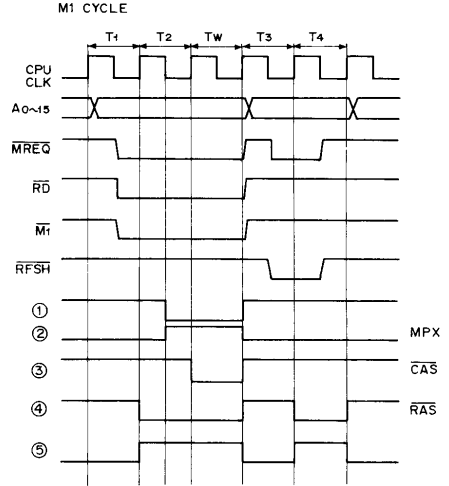 M1 CYCLE
T1 T2 TW T3 T4
CPU
CLK
A0~15
MREQ
RD
M1
RFSH
①
② MPX
③ CAS
④ RAS
⑤